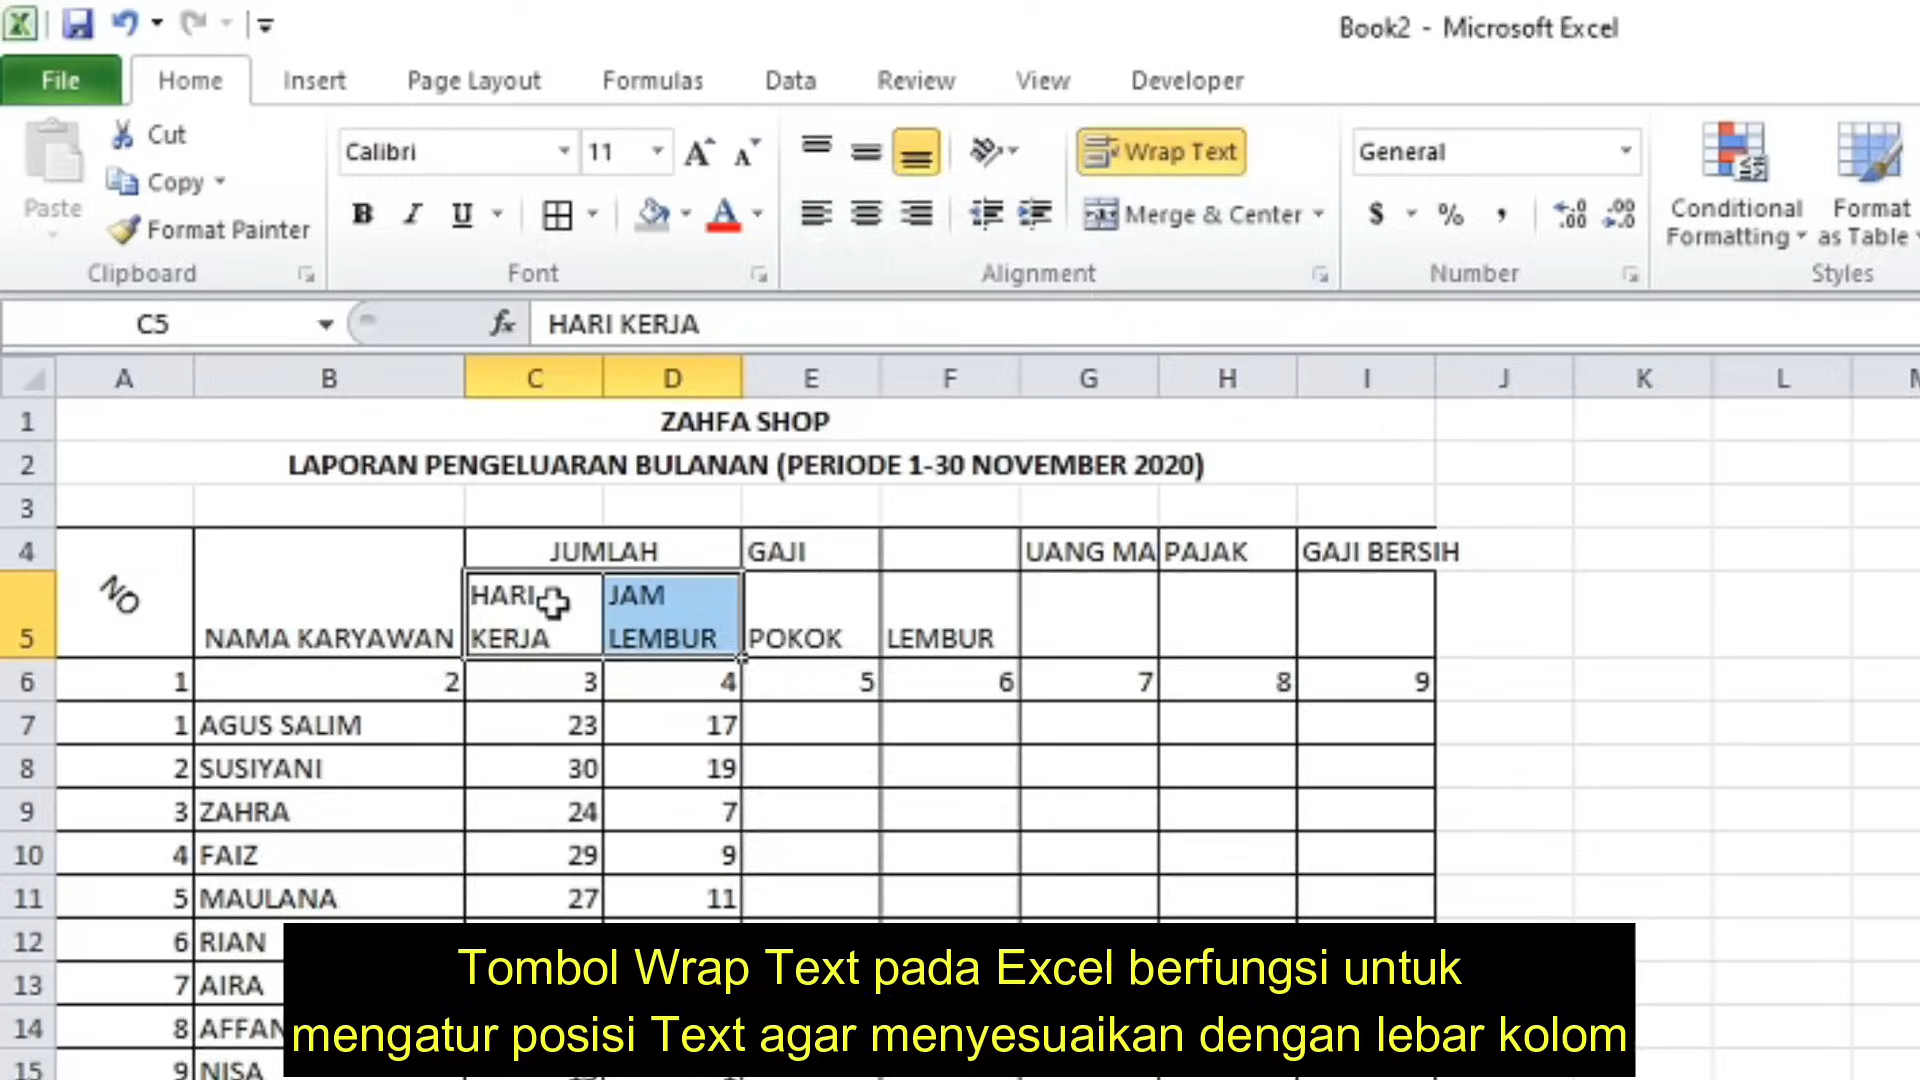 Book2 - Microsoft Excel
File Home Insert Page Layout Formulas Data Review View Developer
Paste
Cut
Copy
Format Painter
Clipboard
Calibri 11
B I U
Font
Wrap Text
Merge & Center
Alignment
General
$ % ,
Number
Conditional Formatting
Format as Table
Styles
C5 fx HARI KERJA
A B C D E F G H I J K L
1 ZAHFA SHOP
2 LAPORAN PENGELUARAN BULANAN (PERIODE 1-30 NOVEMBER 2020)
3
4 JUMLAH GAJI UANG MA PAJAK GAJI BERSIH
NO HARI JAM
5 NAMA KARYAWAN KERJA LEMBUR POKOK LEMBUR
6 1 2 3 4 5 6 7 8 9
7 1 AGUS SALIM 23 17
8 2 SUSIYANI 30 19
9 3 ZAHRA 24 7
10 4 FAIZ 29 9
11 5 MAULANA 27 11
12 6 RIAN
13 7 AIRA
14 8 AFFAN
15 9 NISA
Tombol Wrap Text pada Excel berfungsi untuk
mengatur posisi Text agar menyesuaikan dengan lebar kolom